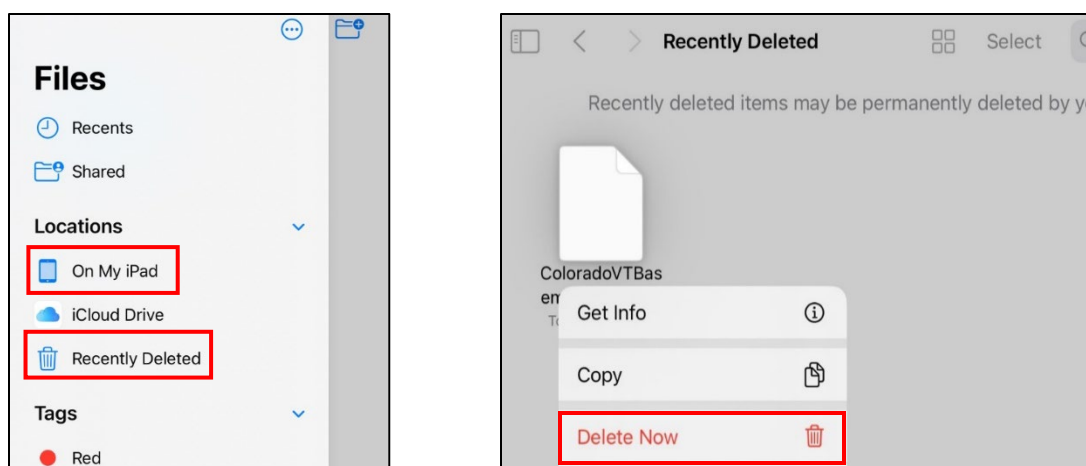 Files
Recents
Shared
Locations
On My iPad
iCloud Drive
Recently Deleted
Tags
Red
Recently Deleted
Select
Recently deleted items may be permanently deleted by
ColoradoVTBas
em
Get Info
Copy
Delete Now